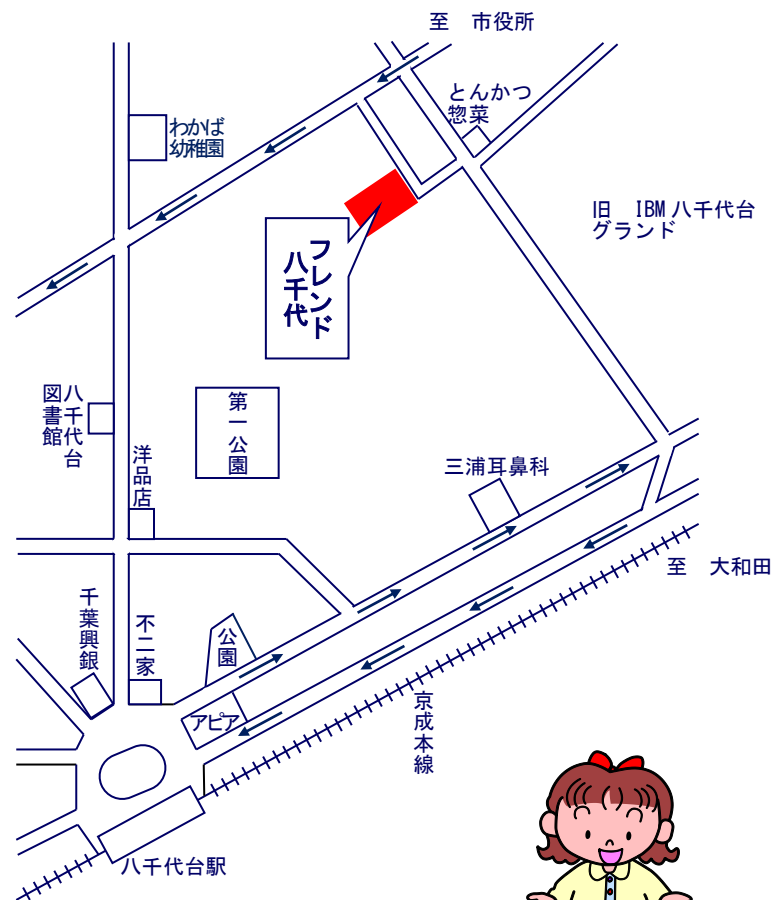 至　市役所
とんかつ
惣菜
わかば
幼稚園
旧　IBM八千代台
グランド
フレンド
八千代
八千代台
図書館
第一公園
洋品店
三浦耳鼻科
至　大和田
千葉興銀
不二家
公園
アピア
京成本線
八千代台駅